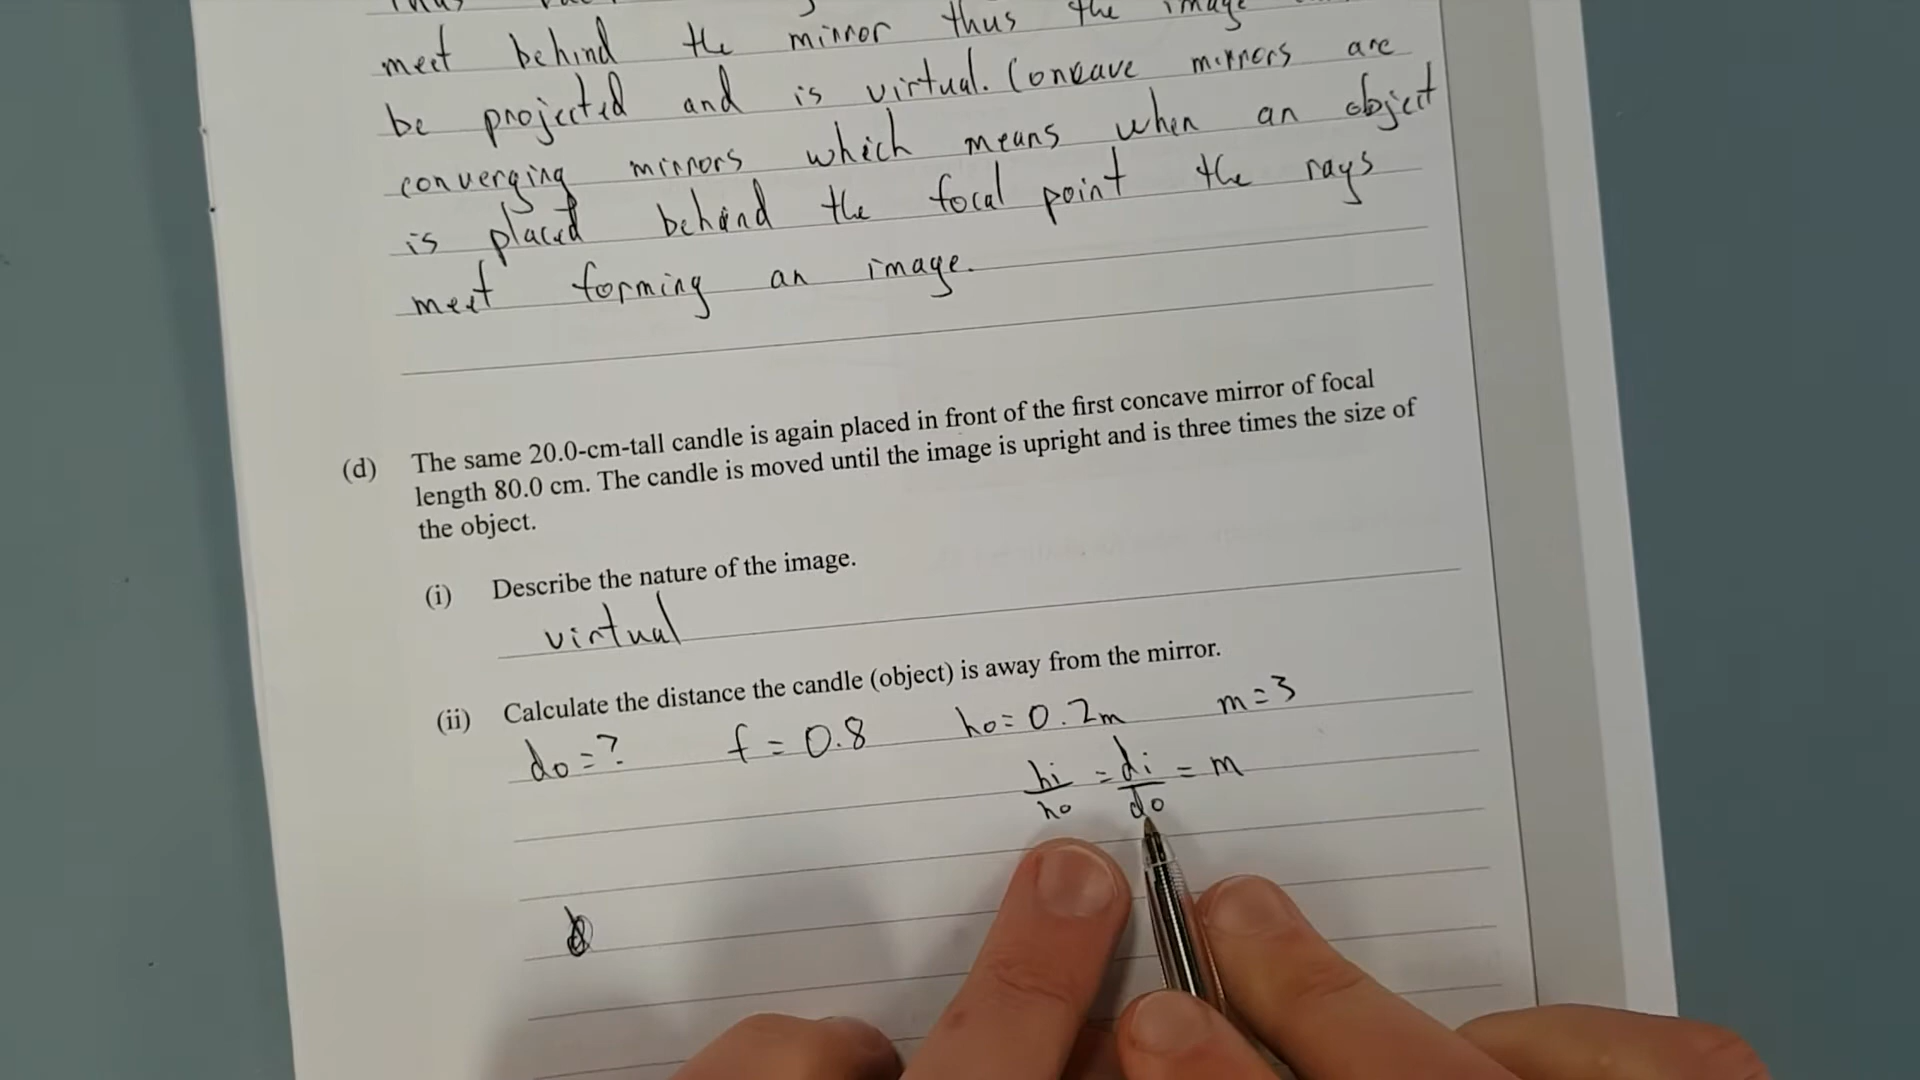 meet behind the mirror thus the image
be projected and is virtual. Concave mirrors are
converging mirrors which means when an object
is placed behind the focal point the rays
meet forming an image.
(d) The same 20.0-cm-tall candle is again placed in front of the first concave mirror of focal
length 80.0 cm. The candle is moved until the image is upright and is three times the size of
the object.
(i) Describe the nature of the image.
virtual
(ii) Calculate the distance the candle (object) is away from the mirror.
do=? f = 0.8 ho=0.2m m=3
hi/ho = di/do = m